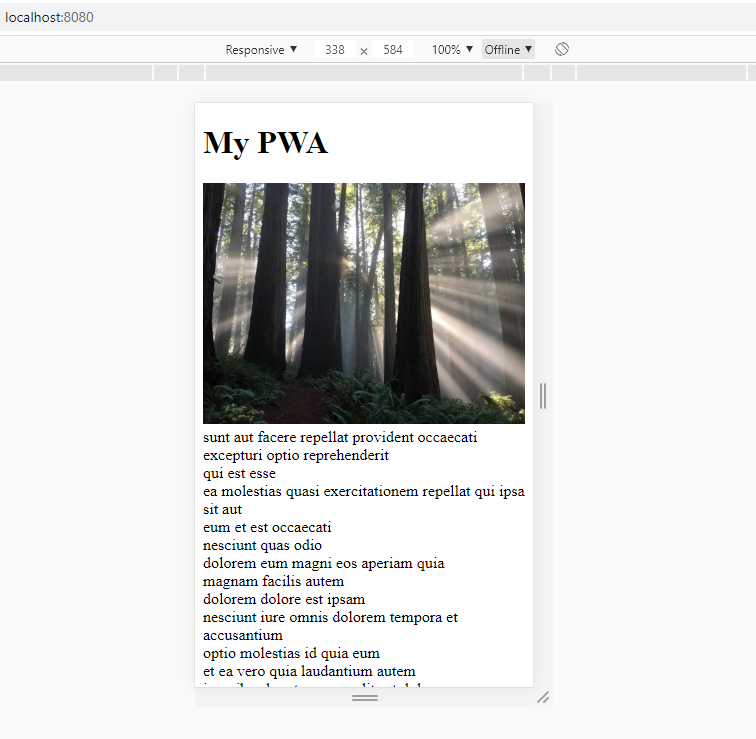 localhost:8080
Responsive ▼ 338 × 584 100% ▼ Offline ▼
My PWA
sunt aut facere repellat provident occaecati
excepturi optio reprehenderit
qui est esse
ea molestias quasi exercitationem repellat qui ipsa
sit aut
eum et est occaecati
nesciunt quas odio
dolorem eum magni eos aperiam quia
magnam facilis autem
dolorem dolore est ipsam
nesciunt iure omnis dolorem tempora et
accusantium
optio molestias id quia eum
et ea vero quia laudantium autem